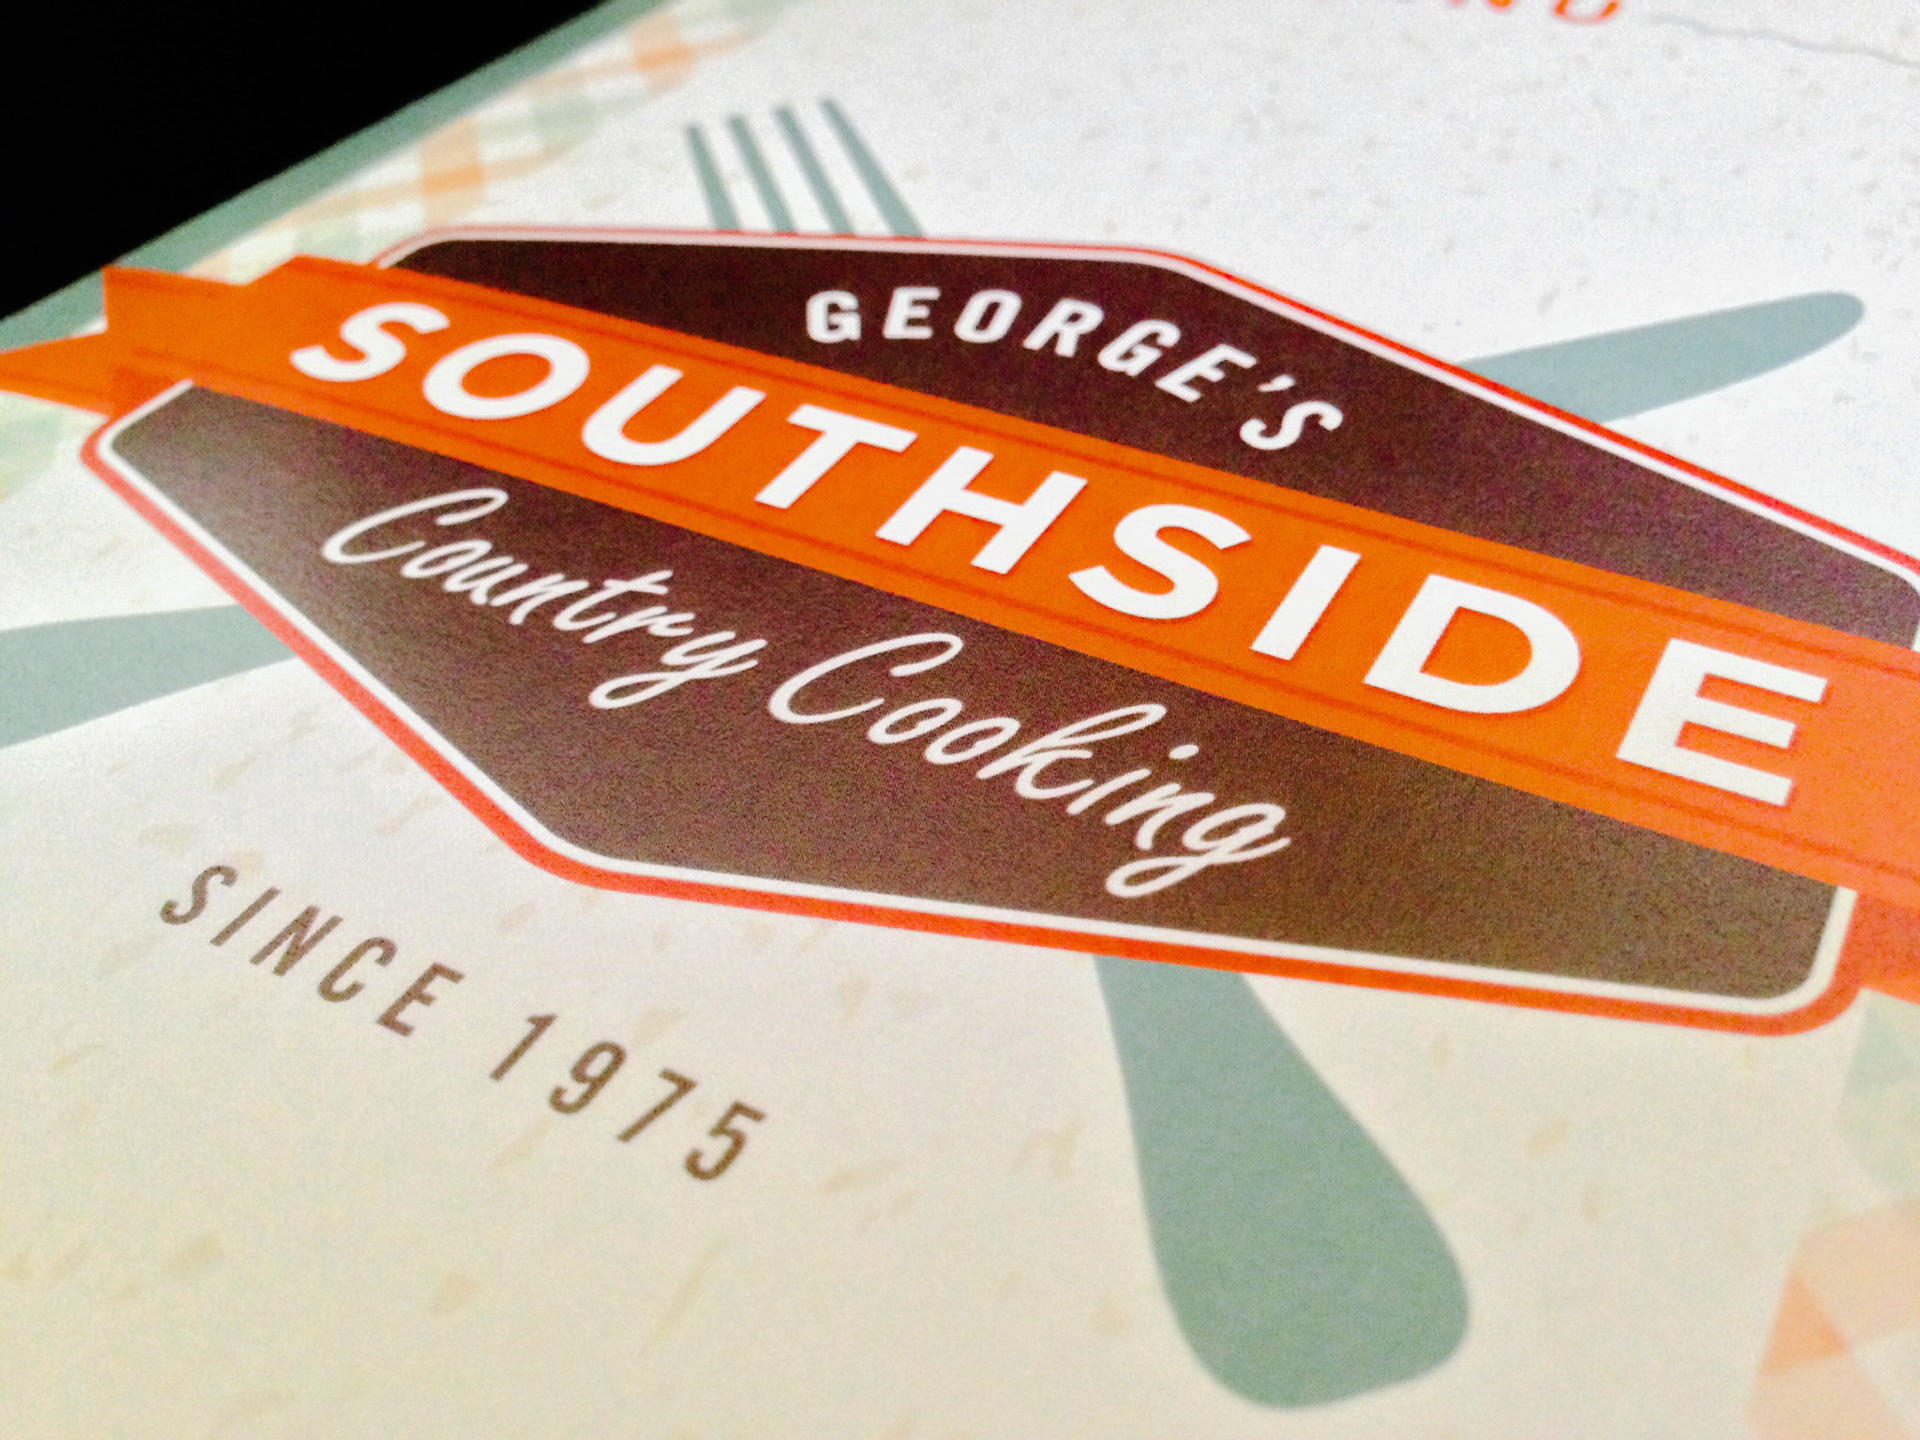 GEORGE'S
SOUTHSIDE
Country Cooking
SINCE 1975